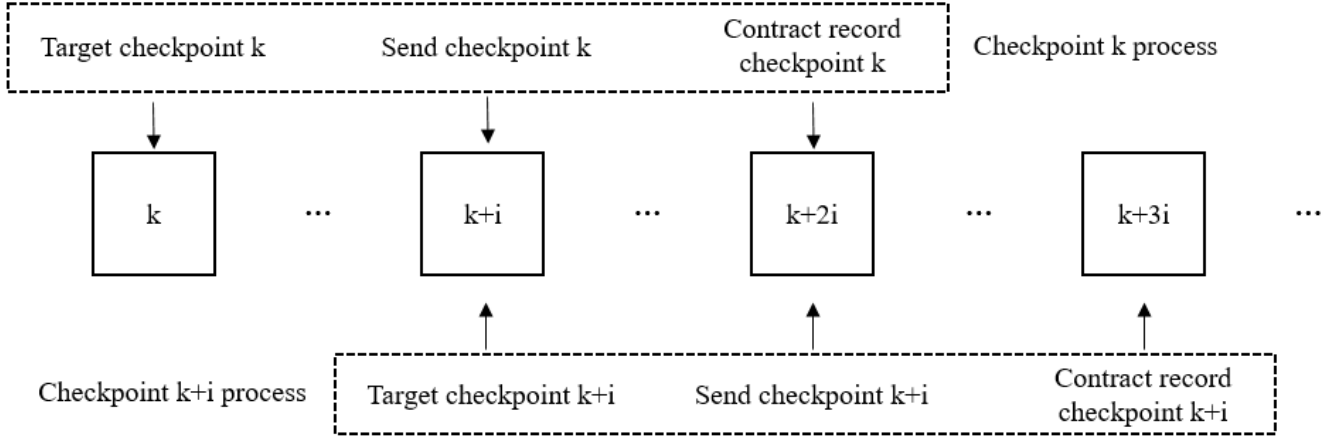 Target checkpoint k
Send checkpoint k
Contract record
checkpoint k
Checkpoint k process
k
...
k+i
...
k+2i
...
k+3i
...
Checkpoint k+i process
Target checkpoint k+i
Send checkpoint k+i
Contract record
checkpoint k+i